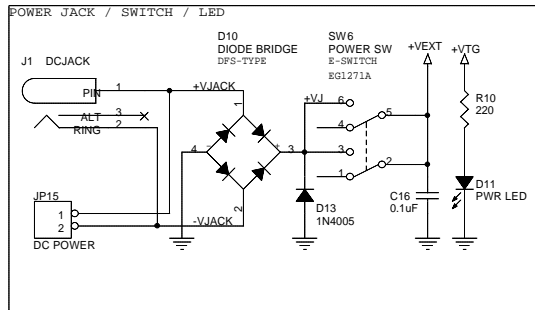 POWER JACK / SWITCH / LED
D10
DIODE BRIDGE
DFS-TYPE
SW6
POWER SW
E-SWITCH
EG1271A
+VEXT
+VTG
J1 DCJACK
PIN 1
ALT 3
RING 2
+VJACK
1
4
-
+
3
2
-VJACK
+VJ
6
5
4
3
2
1
R10
220
D11
PWR LED
C16
0.1uF
D13
1N4005
JP15
1
2
DC POWER